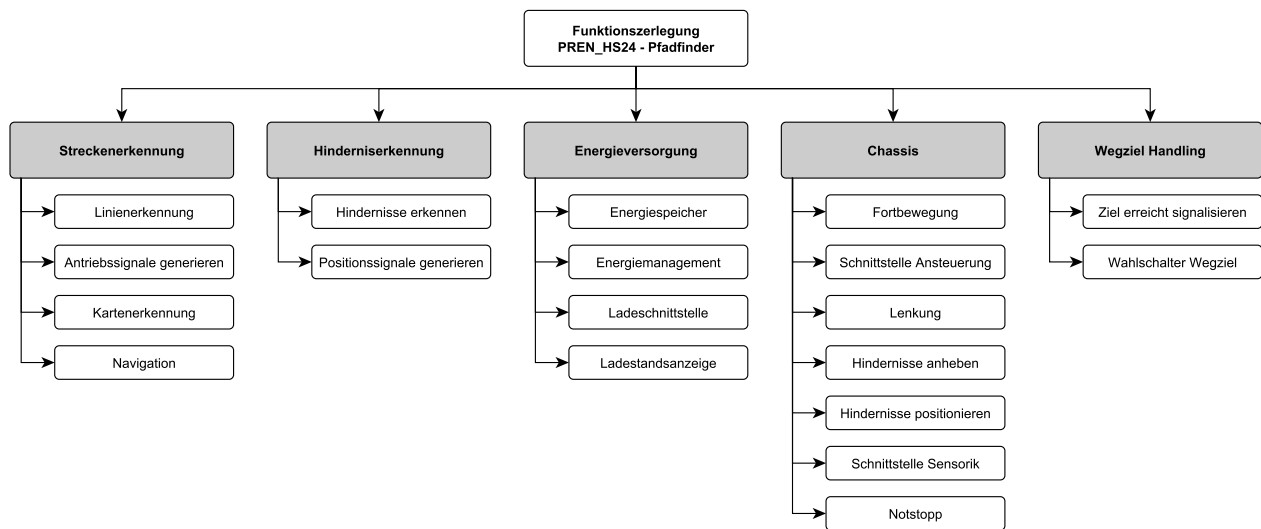 Funktionszerlegung
PREN_HS24 - Pfadfinder
Streckenerkennung
Linienerkennung
Antriebssignale generieren
Kartenerkennung
Navigation
Hinderniserkennung
Hindernisse erkennen
Positionssignale generieren
Energieversorgung
Energiespeicher
Energiemanagement
Ladeschnittstelle
Ladestandsanzeige
Chassis
Fortbewegung
Schnittstelle Ansteuerung
Lenkung
Hindernisse anheben
Hindernisse positionieren
Schnittstelle Sensorik
Notstopp
Wegziel Handling
Ziel erreicht signalisieren
Wahlschalter Wegziel